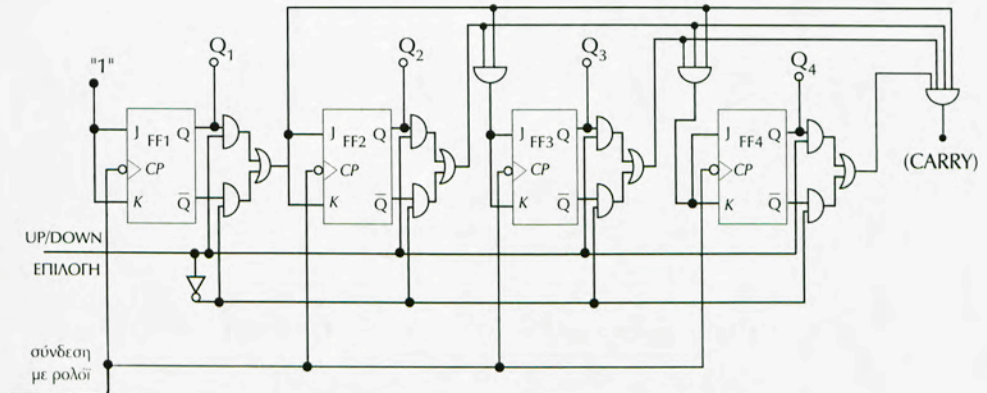 "1"
Q1
Q2
Q3
Q4
J
Q
FF1
CP
K
Q̅
J
Q
FF2
CP
K
Q̅
J
Q
FF3
CP
K
Q̅
J
Q
FF4
CP
K
Q̅
(CARRY)
UP/DOWN
ΕΠΙΛΟΓΗ
σύνδεση
με ρολόϊ